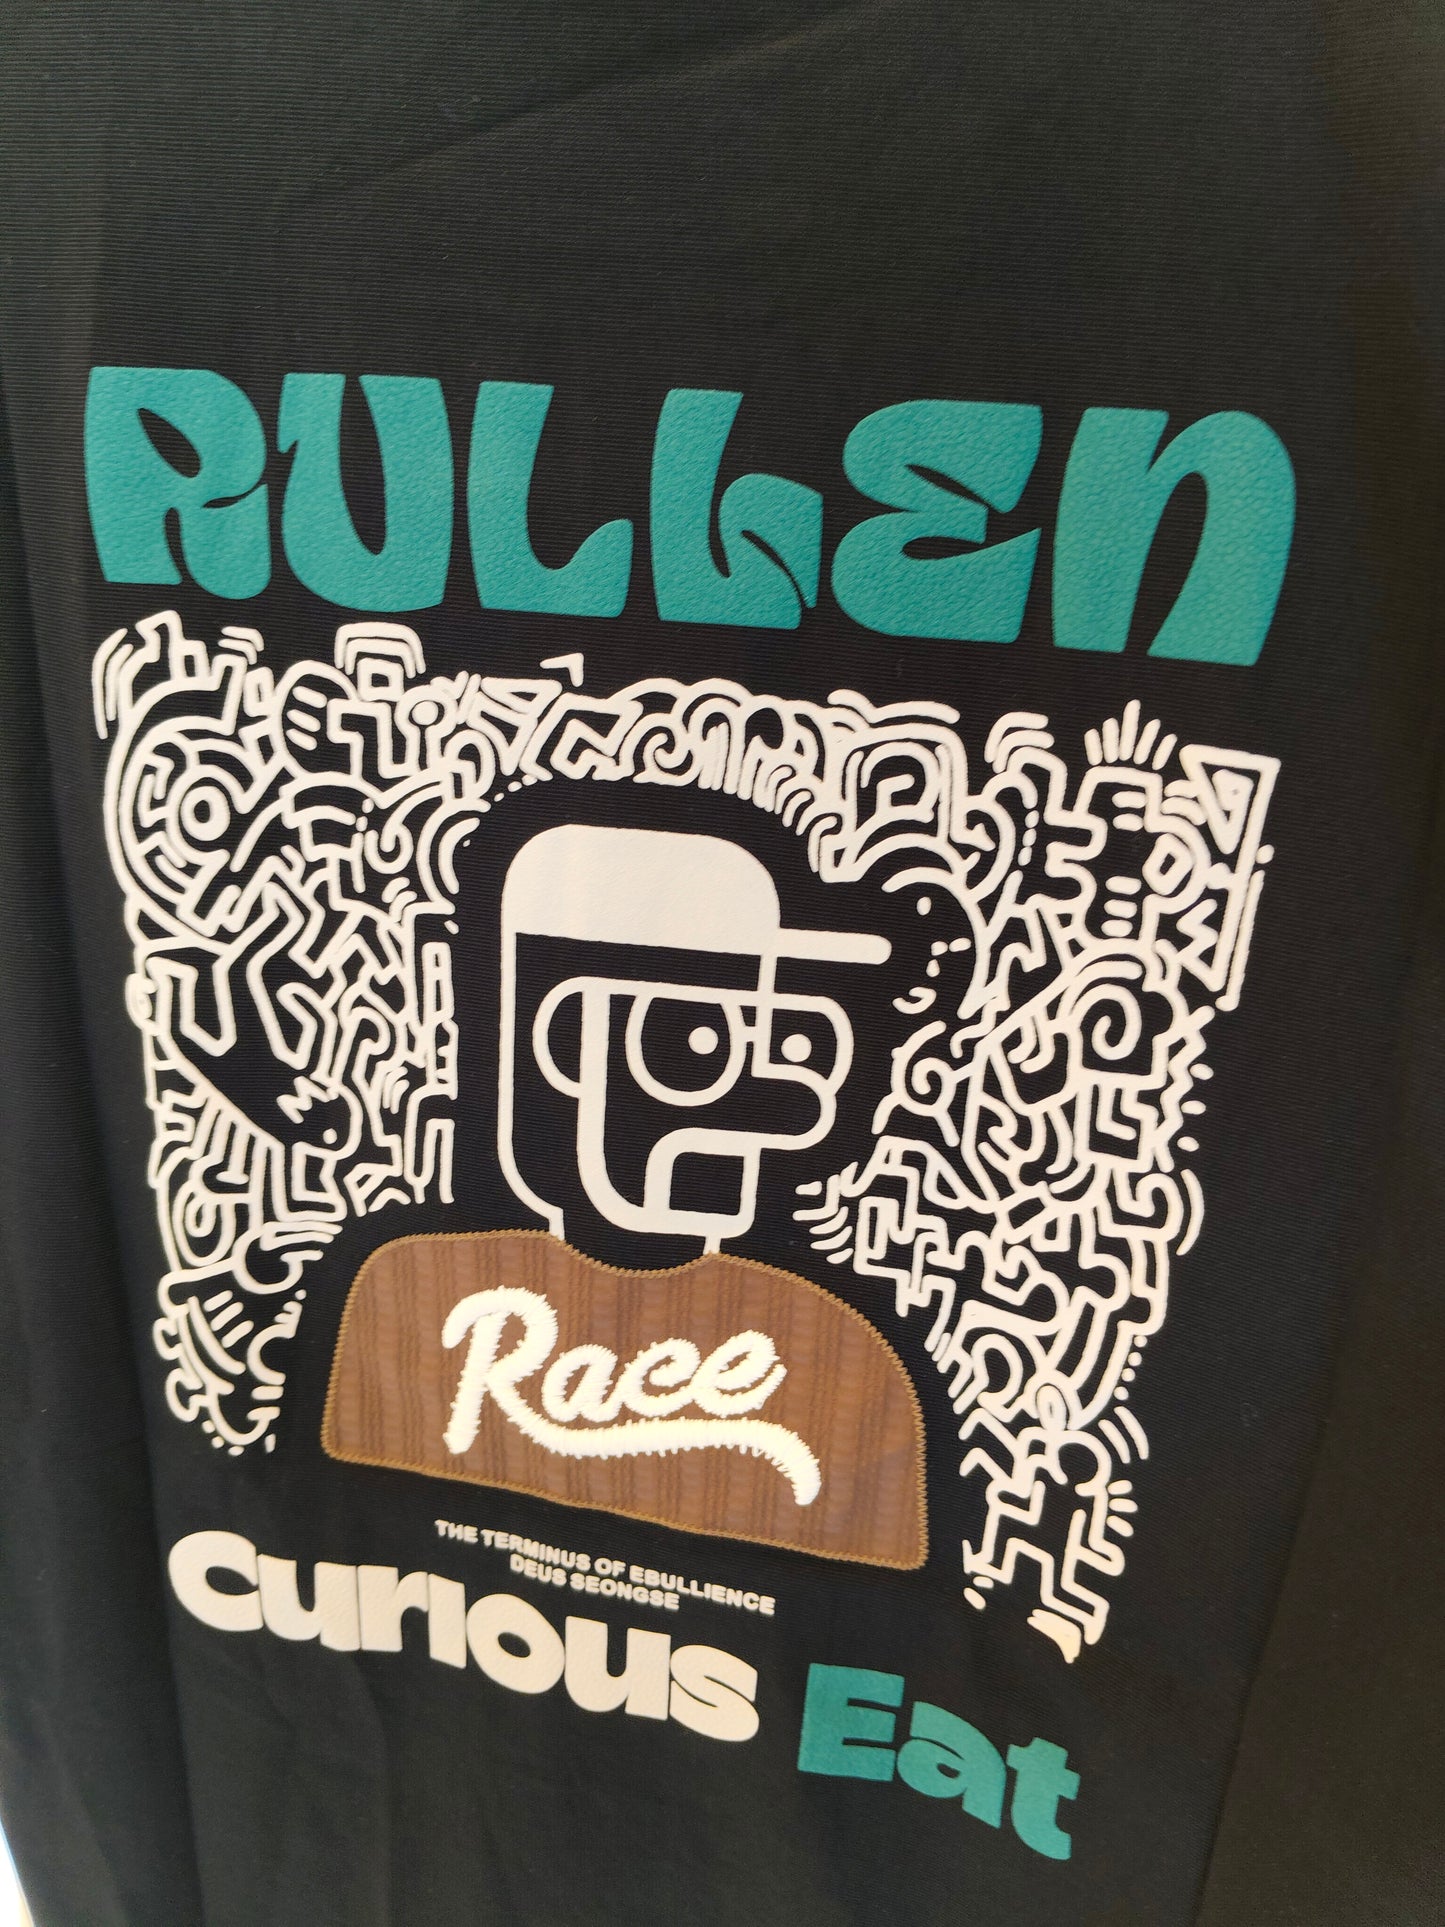 RULLEN
Race
THE TERMINUS OF EBULLIENCE
DEUS SEONGSE
Curious Eat